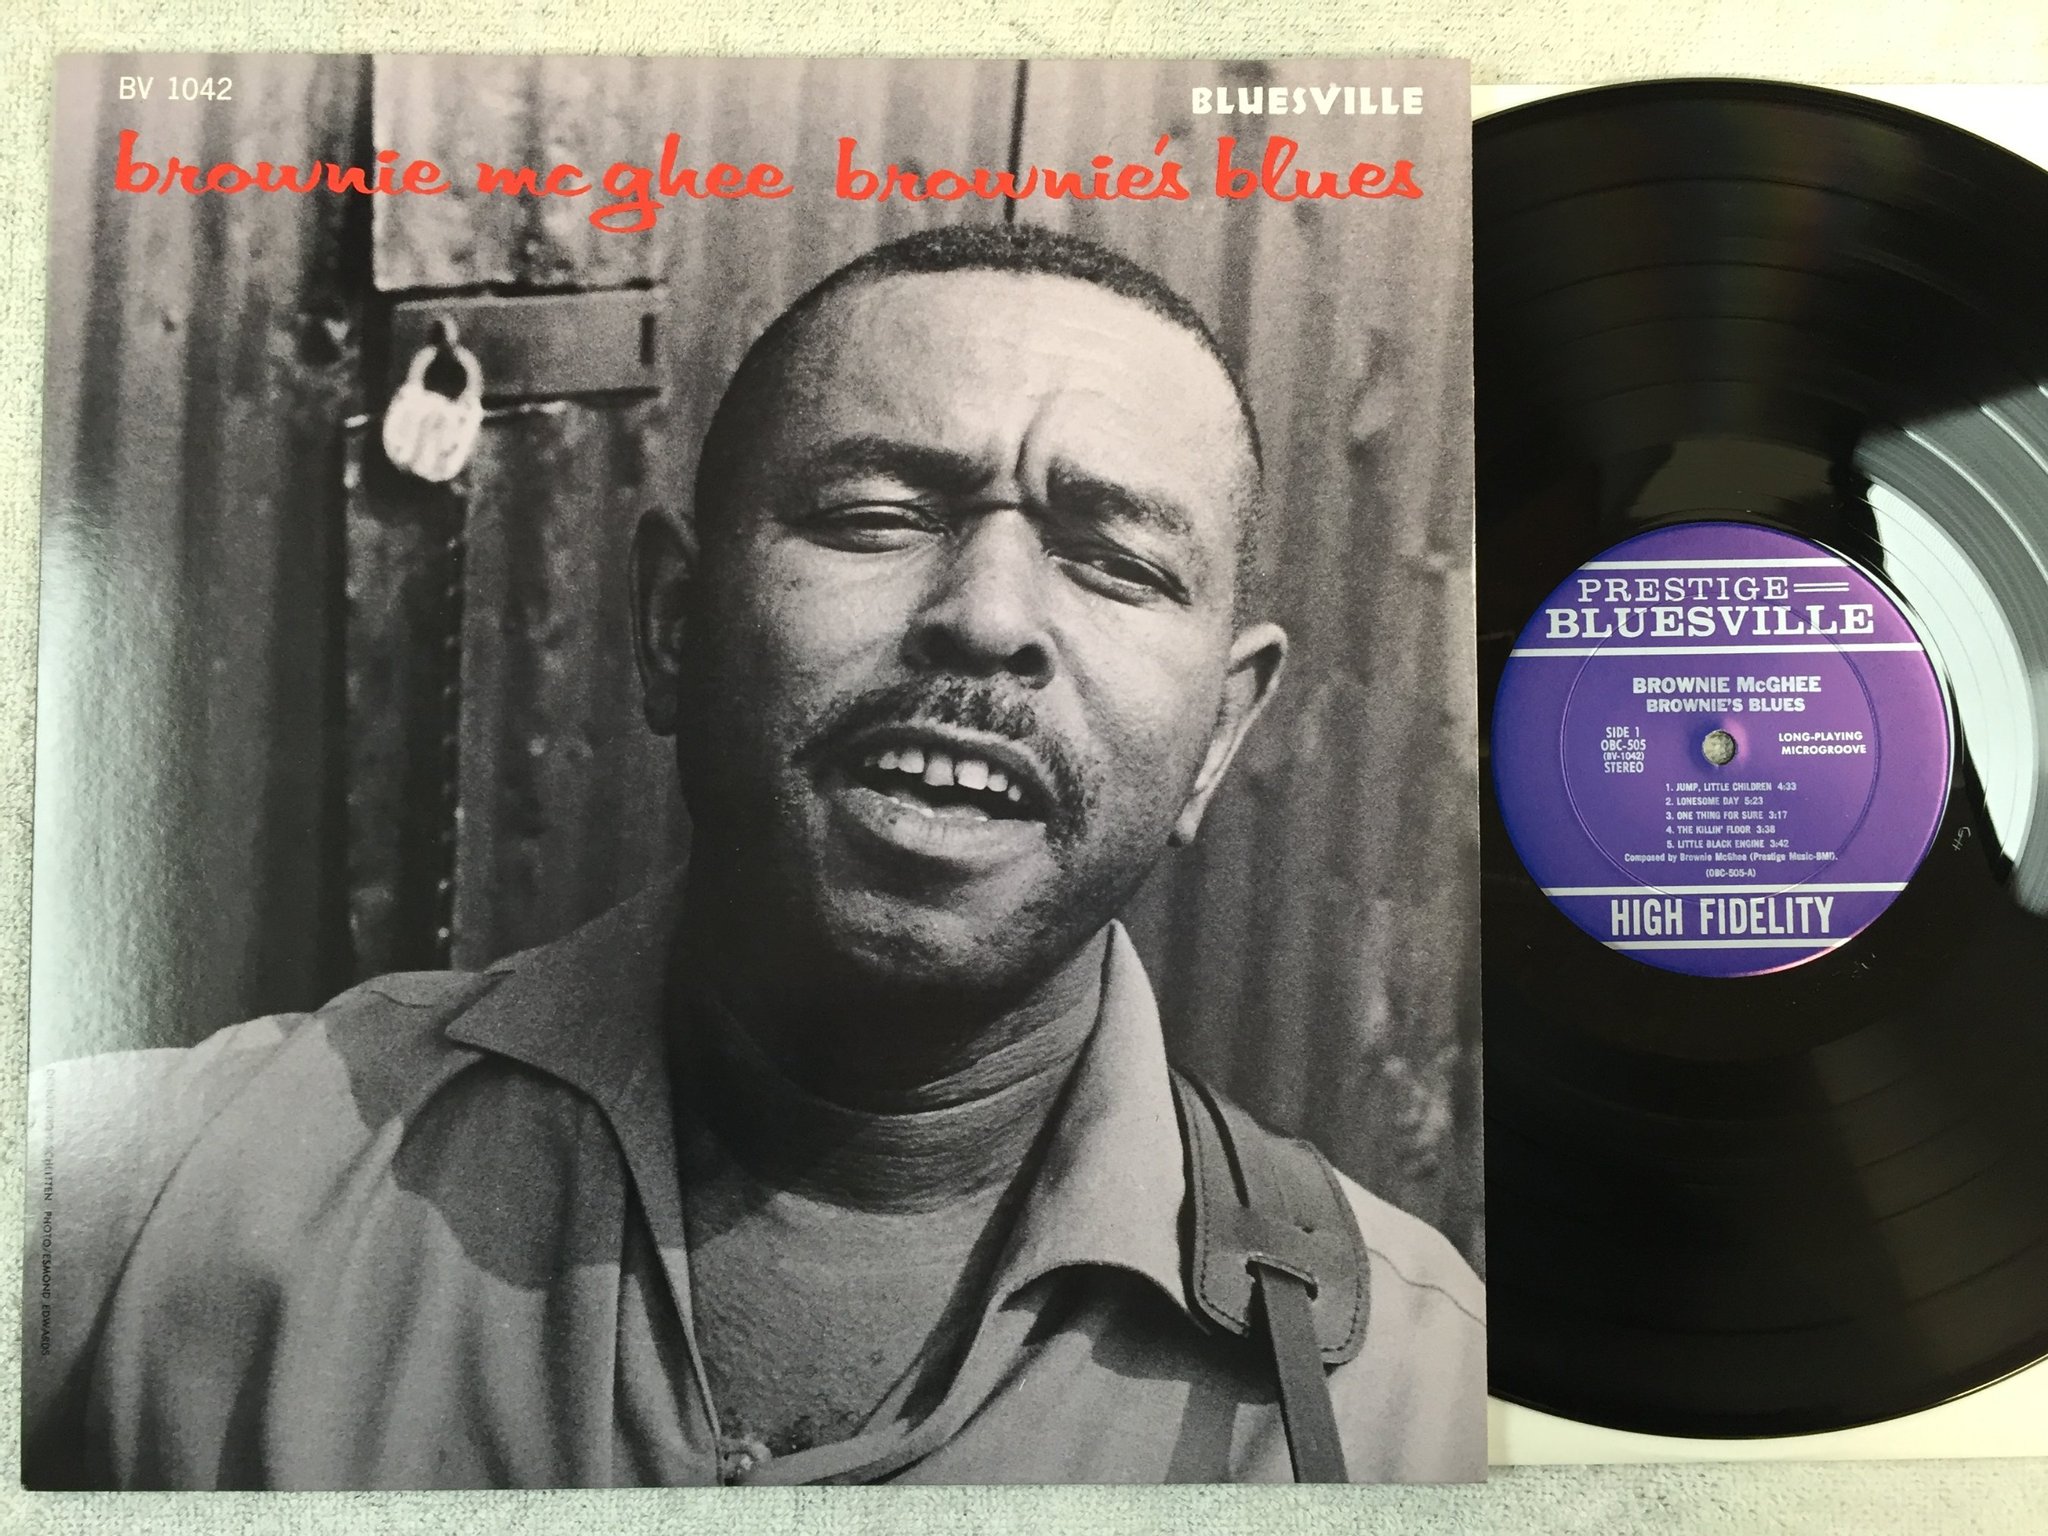 BV 1042
BLUESVILLE
brownie mcghee brownie's blues
PHOTO/ESMOND EDWARDS
PRESTIGE
BLUESVILLE
BROWNIE McGHEE
BROWNIE'S BLUES
SIDE 1
OBC-505
(BV-1042)
STEREO
LONG-PLAYING
MICROGROOVE
1. JUMP, LITTLE CHILDREN 4:33
2. LONESOME DAY 5:23
3. ONE THING FOR SURE 3:17
4. THE KILLIN' FLOOR 3:38
5. LITTLE BLACK ENGINE 3:42
Composed by Brownie McGhee (Prestige Music-BMI).
(OBC-505-A)
HIGH FIDELITY